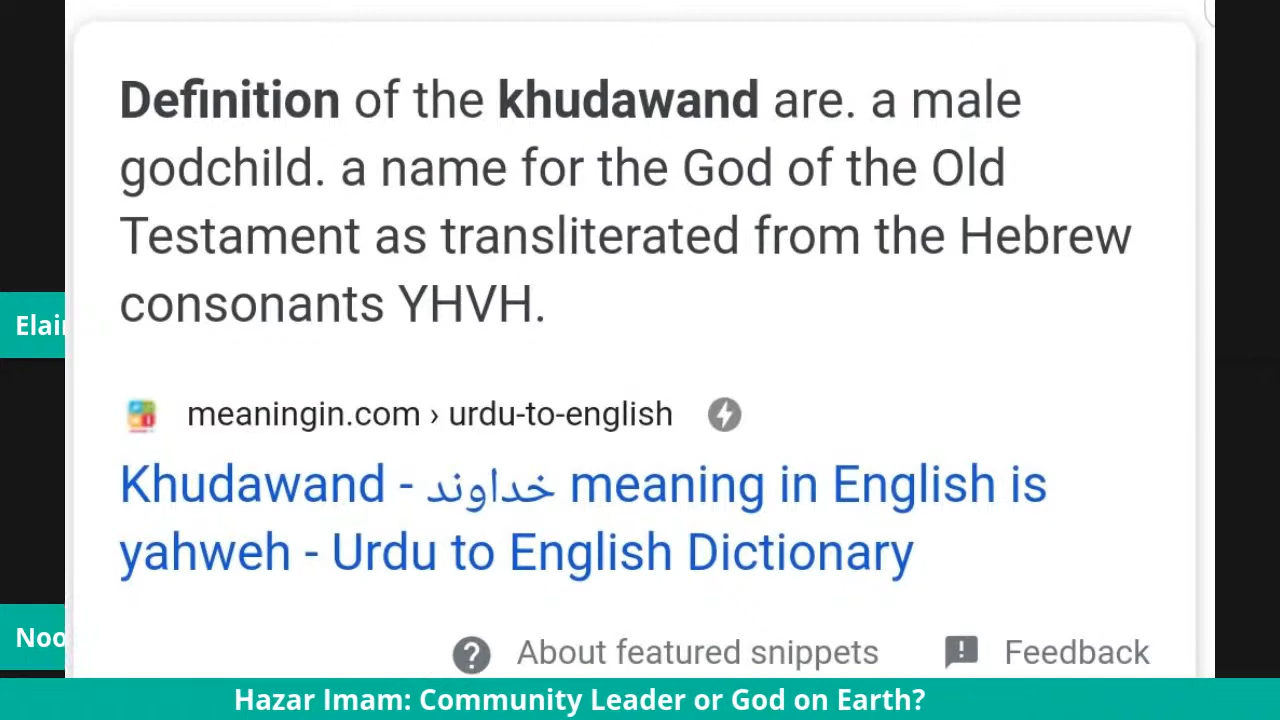 Definition of the khudawand are. a male
godchild. a name for the God of the Old
Testament as transliterated from the Hebrew
consonants YHVH.
meaningin.com › urdu-to-english
Khudawand - خداوند meaning in English is
yahweh - Urdu to English Dictionary
About featured snippets
Feedback
Hazar Imam: Community Leader or God on Earth?